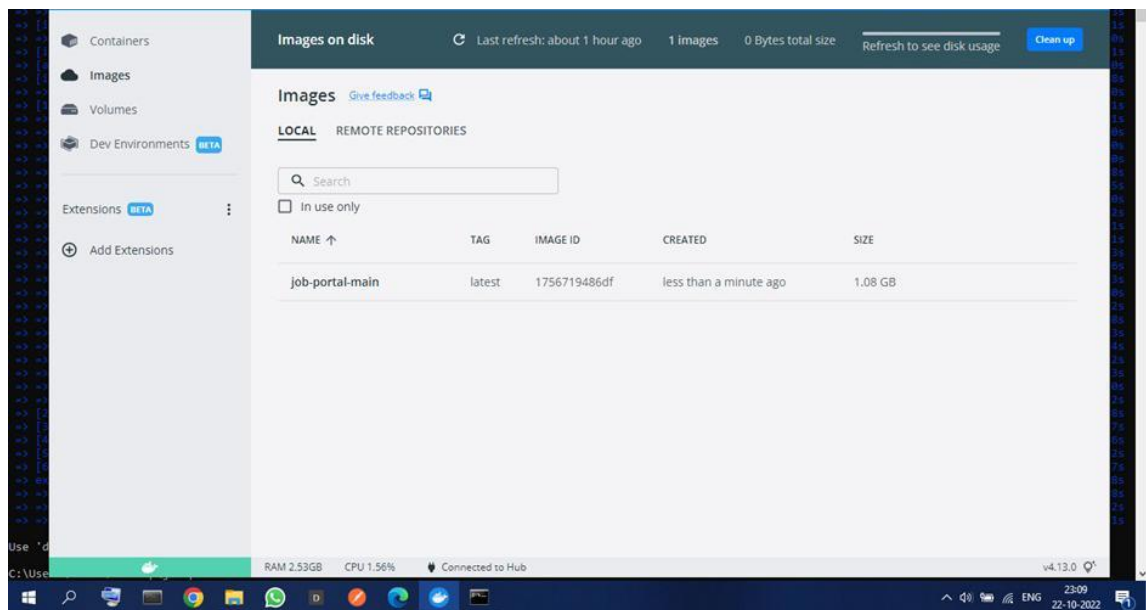 Containers
Images
Volumes
Dev Environments BETA
Extensions BETA
Add Extensions
Images on disk Last refresh: about 1 hour ago 1 images 0 Bytes total size Refresh to see disk usage Clean up
Images Give feedback
LOCAL REMOTE REPOSITORIES
Search
In use only
NAME TAG IMAGE ID CREATED SIZE
job-portal-main latest 1756719486df less than a minute ago 1.08 GB
Use 'd
RAM 2.53GB CPU 1.56% Connected to Hub v4.13.0
C:\Use
ENG 23:09
22-10-2022